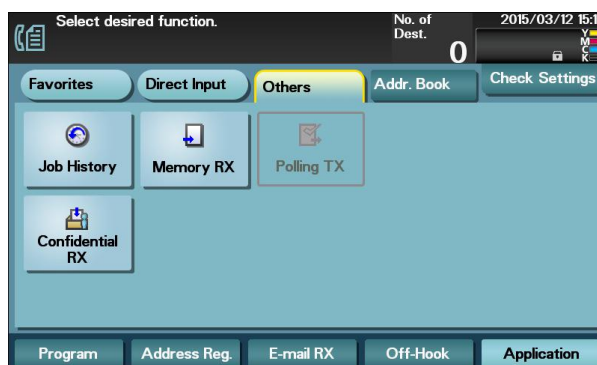 Select desired function.
No. of
Dest.
0
2015/03/12 15:1
Y
M
C
K
Favorites
Direct Input
Others
Addr. Book
Check Settings
Job History
Memory RX
Polling TX
Confidential
RX
Program
Address Reg.
E-mail RX
Off-Hook
Application